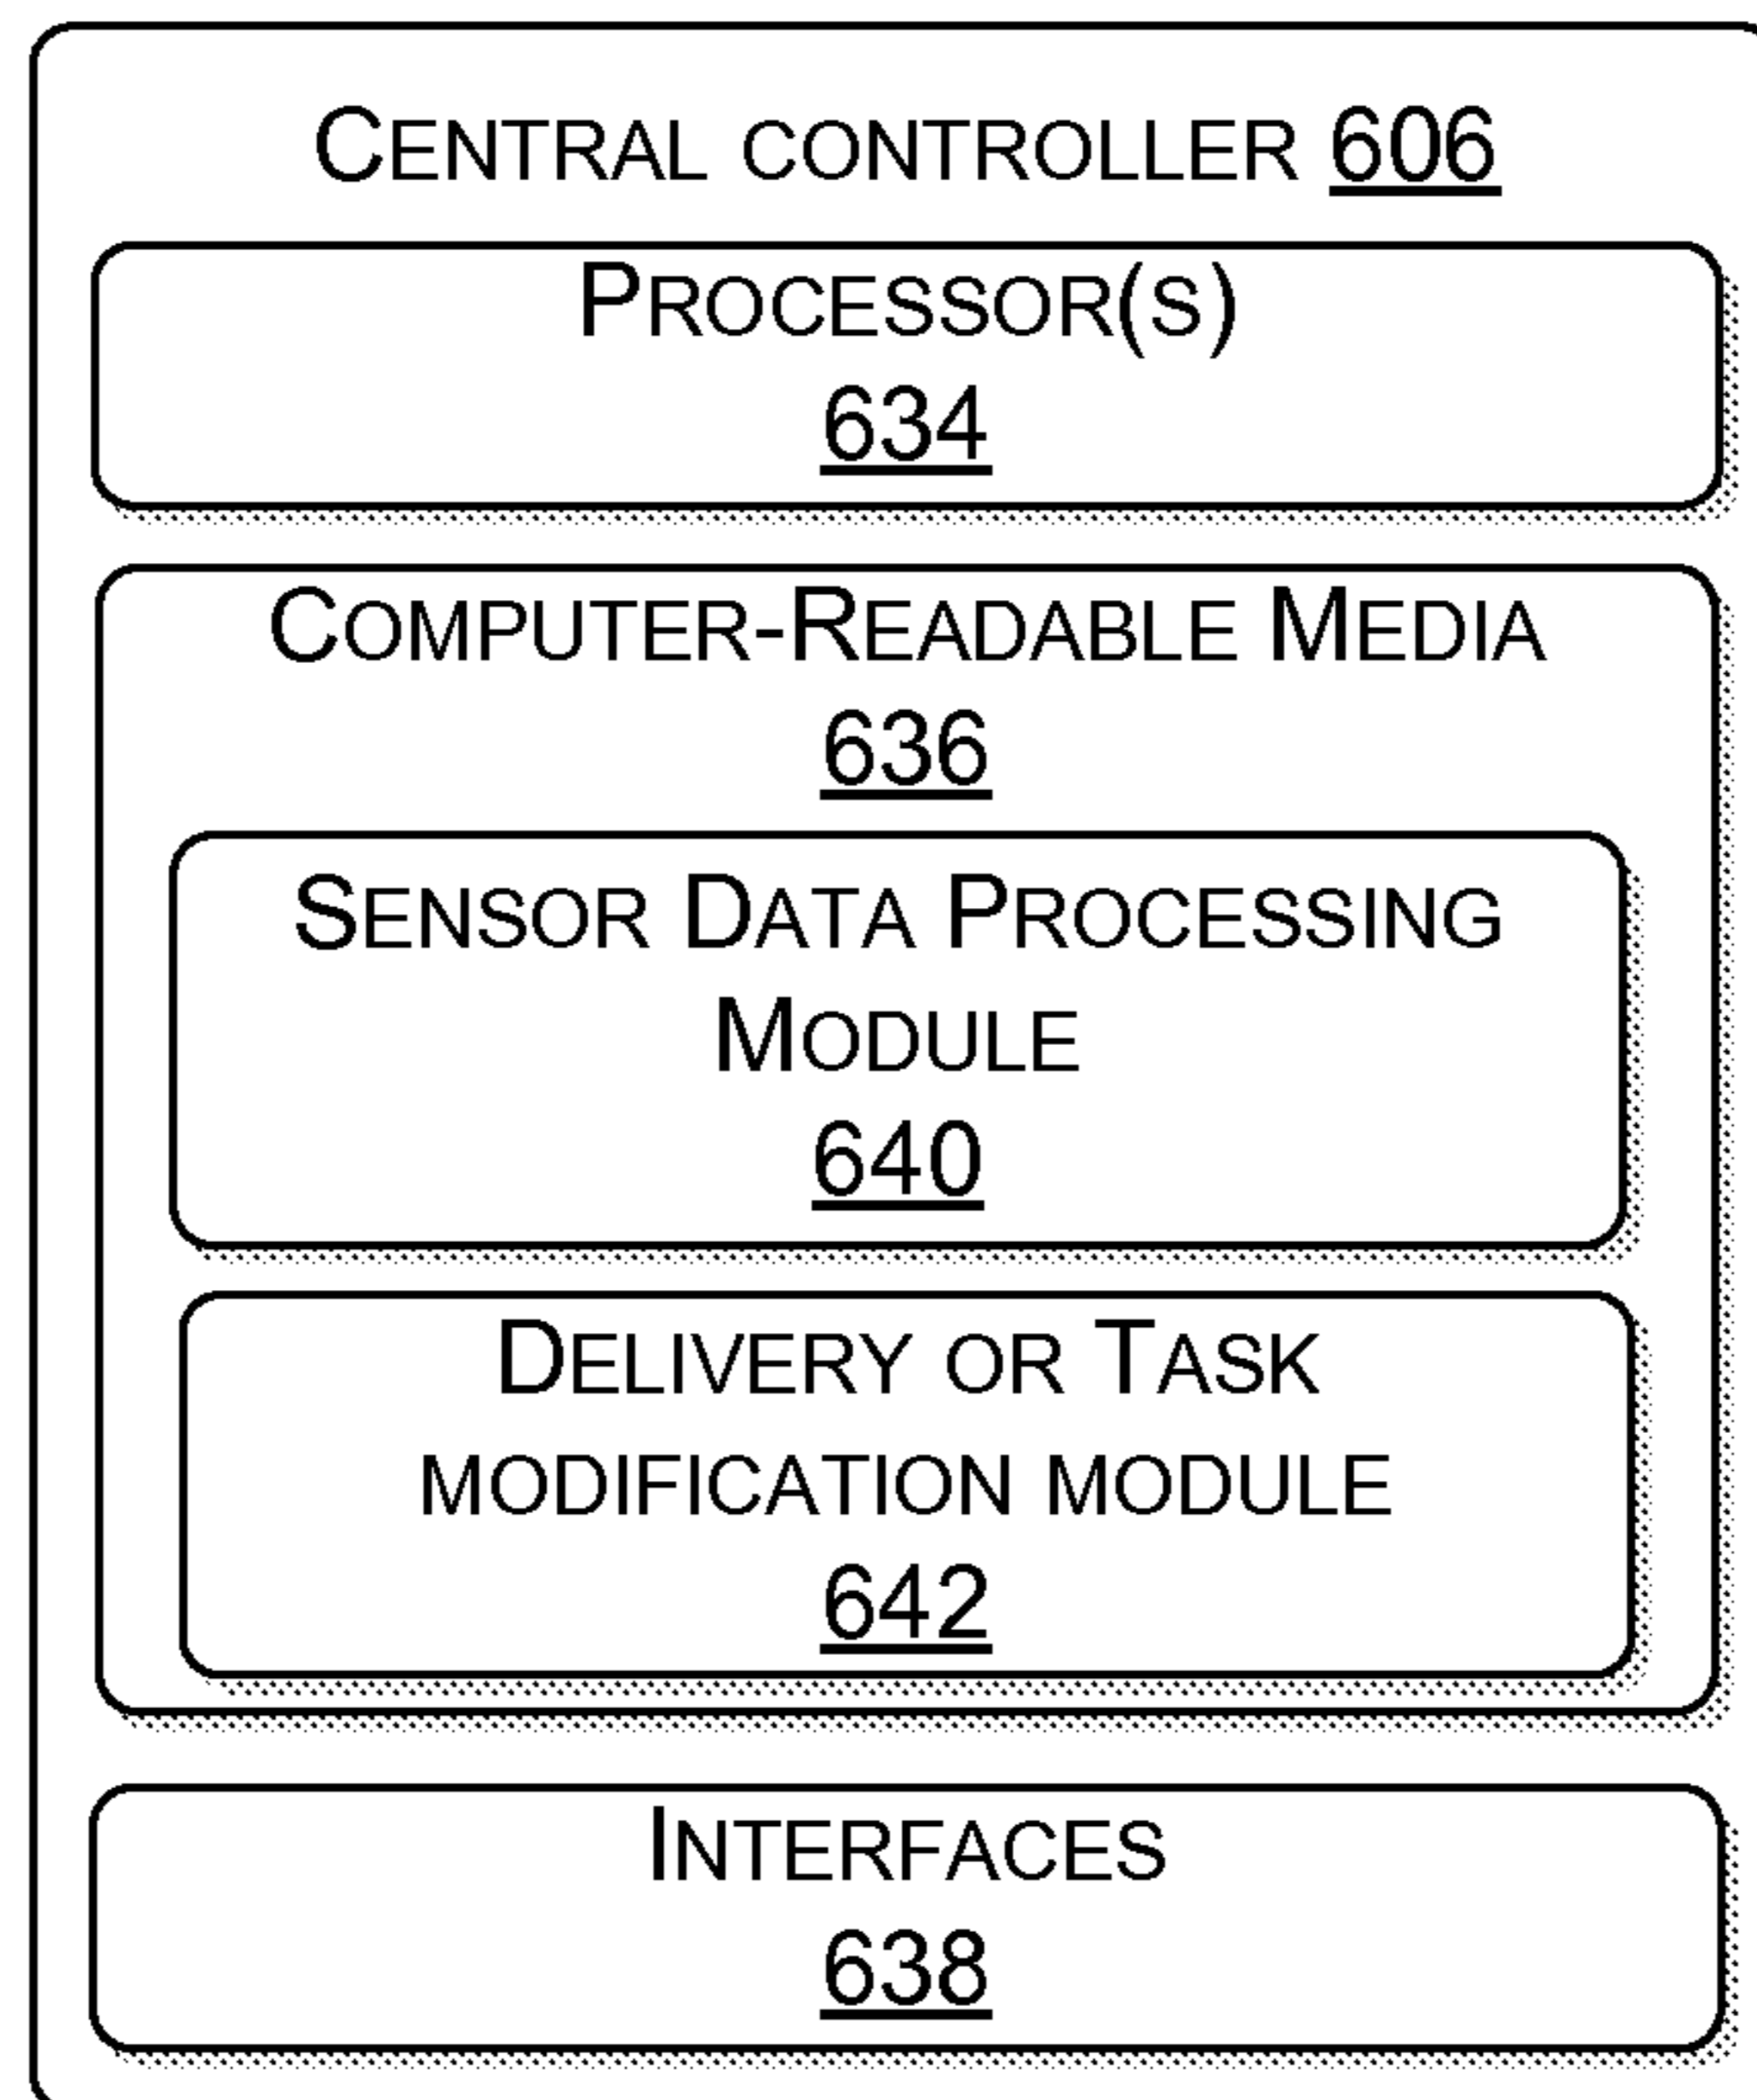 CENTRAL CONTROLLER 606
PROCESSOR(S)
634
COMPUTER-READABLE MEDIA
636
SENSOR DATA PROCESSING
MODULE
640
DELIVERY OR TASK
MODIFICATION MODULE
642
INTERFACES
638